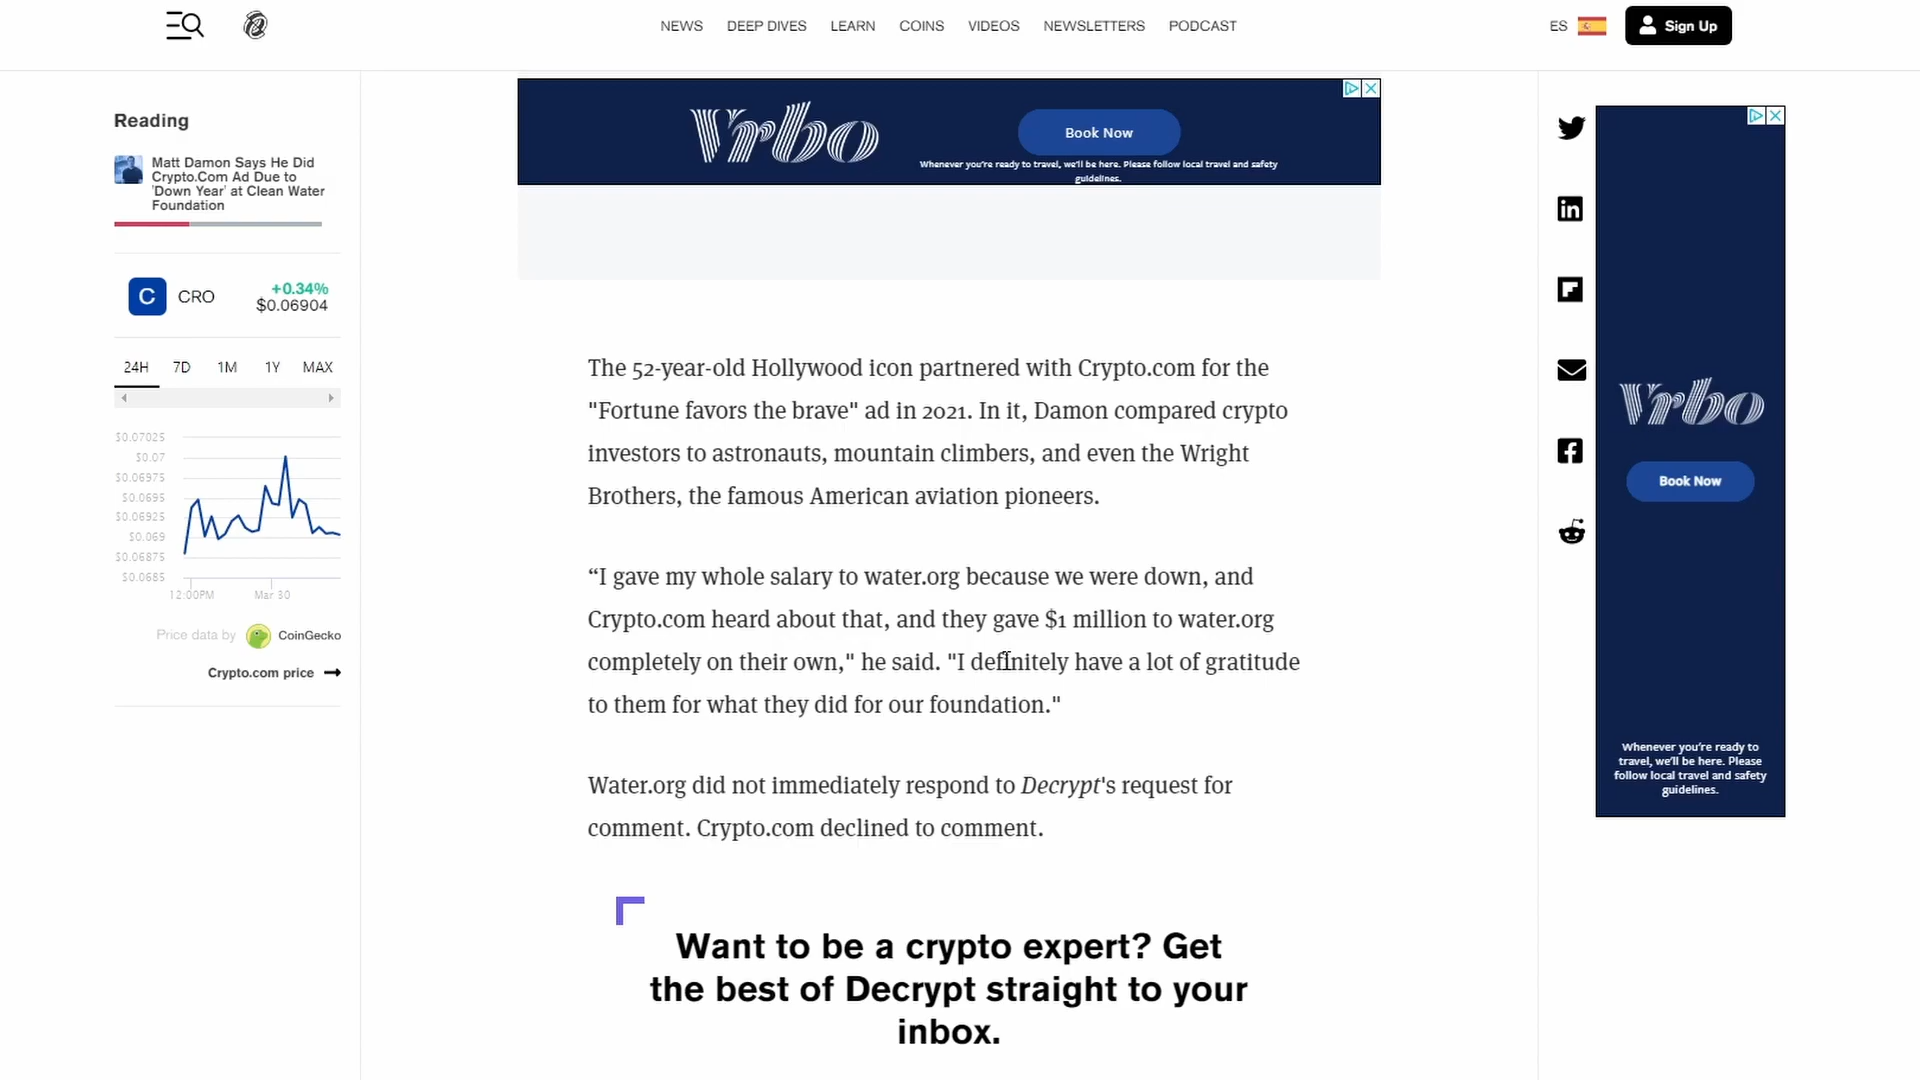 NEWS DEEP DIVES LEARN COINS VIDEOS NEWSLETTERS PODCAST
ES Sign Up
Reading
Matt Damon Says He Did
Crypto.Com Ad Due to
'Down Year' at Clean Water
Foundation
C CRO +0.34%
$0.06904
24H 7D 1M 1Y MAX
$0.07025
$0.07
$0.06975
$0.0695
$0.06925
$0.069
$0.06875
$0.0685
12:00PM Mar 30
Price data by CoinGecko
Crypto.com price
Vrbo
Book Now
Whenever you're ready to travel, we'll be here. Please follow local travel and safety
guidelines.
The 52-year-old Hollywood icon partnered with Crypto.com for the
"Fortune favors the brave" ad in 2021. In it, Damon compared crypto
investors to astronauts, mountain climbers, and even the Wright
Brothers, the famous American aviation pioneers.
“I gave my whole salary to water.org because we were down, and
Crypto.com heard about that, and they gave $1 million to water.org
completely on their own," he said. "I definitely have a lot of gratitude
to them for what they did for our foundation."
Water.org did not immediately respond to Decrypt's request for
comment. Crypto.com declined to comment.
Want to be a crypto expert? Get
the best of Decrypt straight to your
inbox.
Vrbo
Book Now
Whenever you're ready to
travel, we'll be here. Please
follow local travel and safety
guidelines.